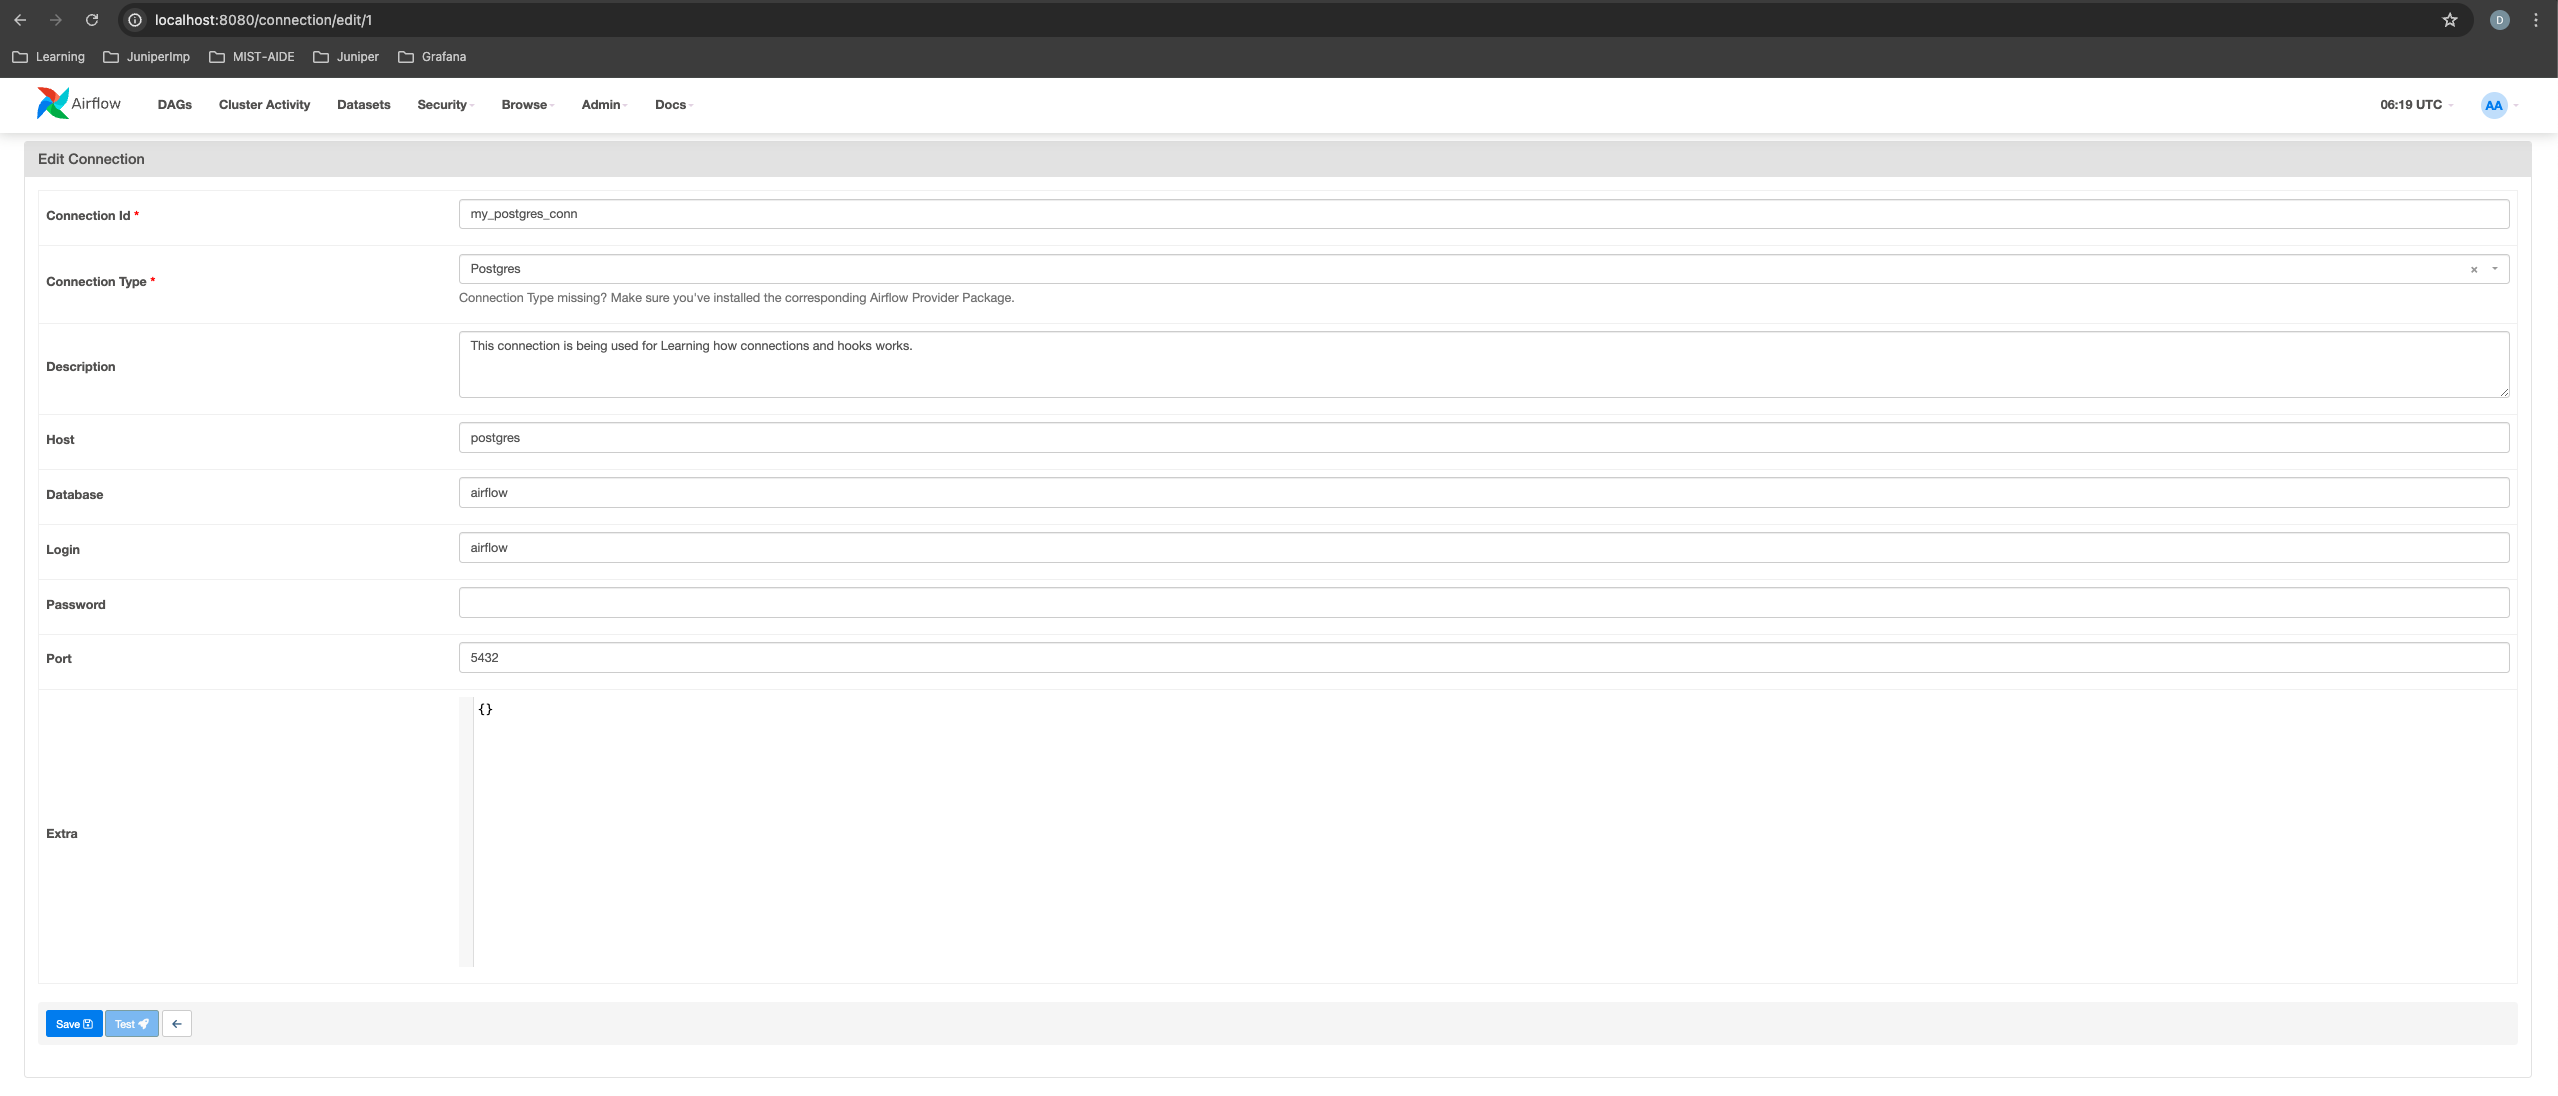 localhost:8080/connection/edit/1
D
Learning JuniperImp MIST-AIDE Juniper Grafana
Airflow DAGs Cluster Activity Datasets Security Browse Admin Docs 06:19 UTC AA
Edit Connection
Connection Id * my_postgres_conn
Connection Type * Postgres
Connection Type missing? Make sure you've installed the corresponding Airflow Provider Package.
Description This connection is being used for Learning how connections and hooks works.
Host postgres
Database airflow
Login airflow
Password
Port 5432
Extra {}
Save Test